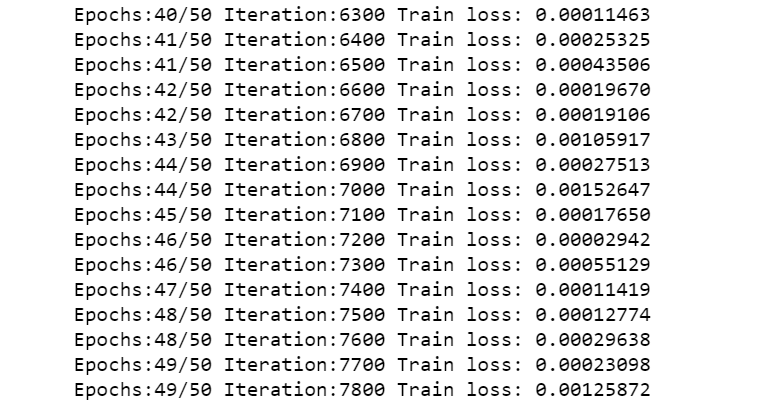 Epochs:40/50 Iteration:6300 Train loss: 0.00011463
Epochs:41/50 Iteration:6400 Train loss: 0.00025325
Epochs:41/50 Iteration:6500 Train loss: 0.00043506
Epochs:42/50 Iteration:6600 Train loss: 0.00019670
Epochs:42/50 Iteration:6700 Train loss: 0.00019106
Epochs:43/50 Iteration:6800 Train loss: 0.00105917
Epochs:44/50 Iteration:6900 Train loss: 0.00027513
Epochs:44/50 Iteration:7000 Train loss: 0.00152647
Epochs:45/50 Iteration:7100 Train loss: 0.00017650
Epochs:46/50 Iteration:7200 Train loss: 0.00002942
Epochs:46/50 Iteration:7300 Train loss: 0.00055129
Epochs:47/50 Iteration:7400 Train loss: 0.00011419
Epochs:48/50 Iteration:7500 Train loss: 0.00012774
Epochs:48/50 Iteration:7600 Train loss: 0.00029638
Epochs:49/50 Iteration:7700 Train loss: 0.00023098
Epochs:49/50 Iteration:7800 Train loss: 0.00125872